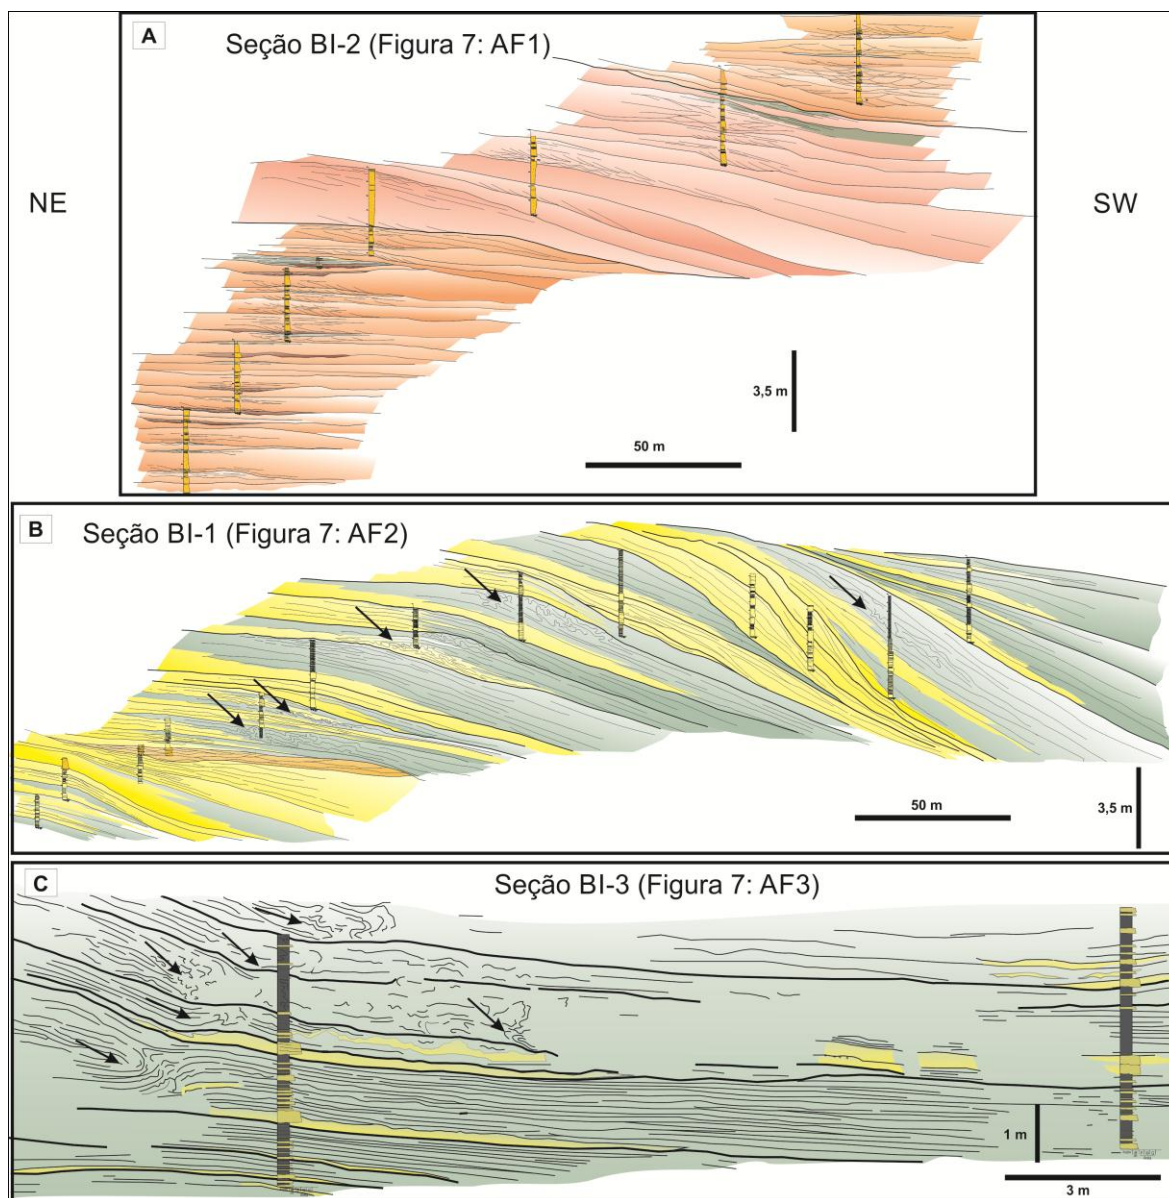 A
Seção BI-2 (Figura 7: AF1)
NE
SW
3,5 m
50 m
B
Seção BI-1 (Figura 7: AF2)
50 m
3,5 m
C
Seção BI-3 (Figura 7: AF3)
1 m
3 m